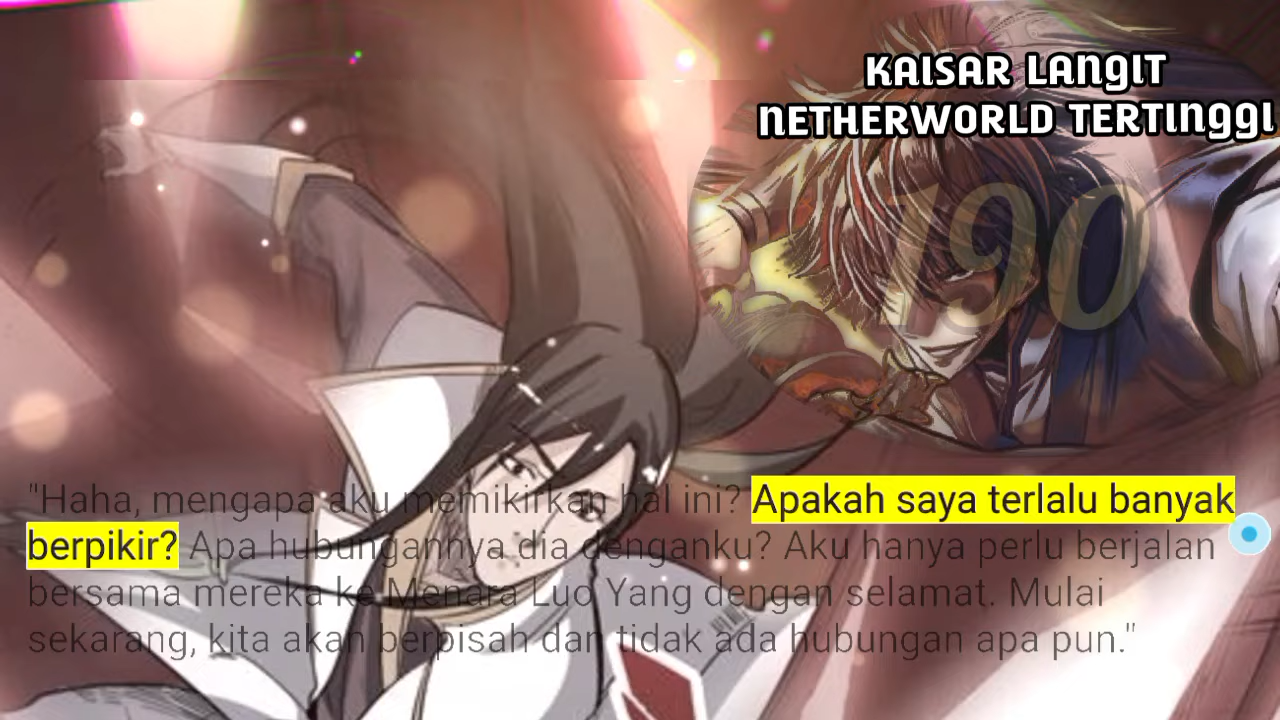 KAISAR LANGIT
NETHERWORLD TERTINGGI
190
"Haha, mengapa aku memikirkan hal ini? Apakah saya terlalu banyak
berpikir? Apa hubungannya dia denganku? Aku hanya perlu berjalan
bersama mereka ke Menara Luo Yang dengan selamat. Mulai
sekarang, kita akan berpisah dan tidak ada hubungan apa pun."